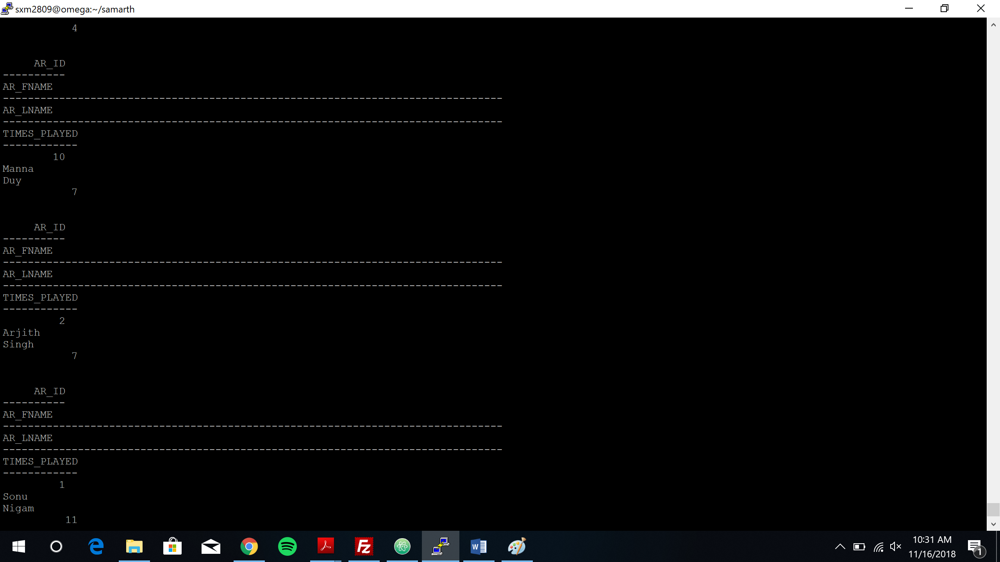 sxm2809@omega:~/samarth
4
AR_ID
----------
AR_FNAME
--------------------------------------------------------------------------------
AR_LNAME
--------------------------------------------------------------------------------
TIMES_PLAYED
------------
10
Manna
Duy
7
AR_ID
----------
AR_FNAME
--------------------------------------------------------------------------------
AR_LNAME
--------------------------------------------------------------------------------
TIMES_PLAYED
------------
2
Arjith
Singh
7
AR_ID
----------
AR_FNAME
--------------------------------------------------------------------------------
AR_LNAME
--------------------------------------------------------------------------------
TIMES_PLAYED
------------
1
Sonu
Nigam
11
10:31 AM
11/16/2018
1